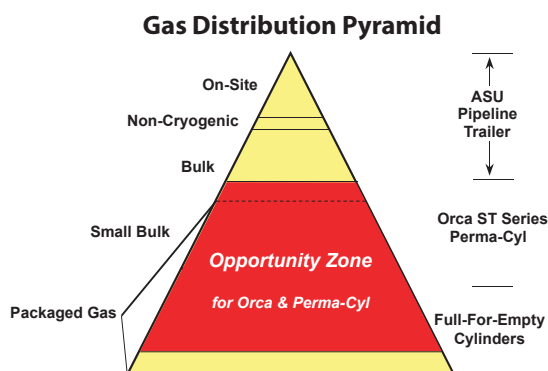 Gas Distribution Pyramid
On-Site
Non-Cryogenic
Bulk
Small Bulk
Packaged Gas
Opportunity Zone
for Orca & Perma-Cyl
ASU
Pipeline
Trailer
Orca ST Series
Perma-Cyl
Full-For-Empty
Cylinders